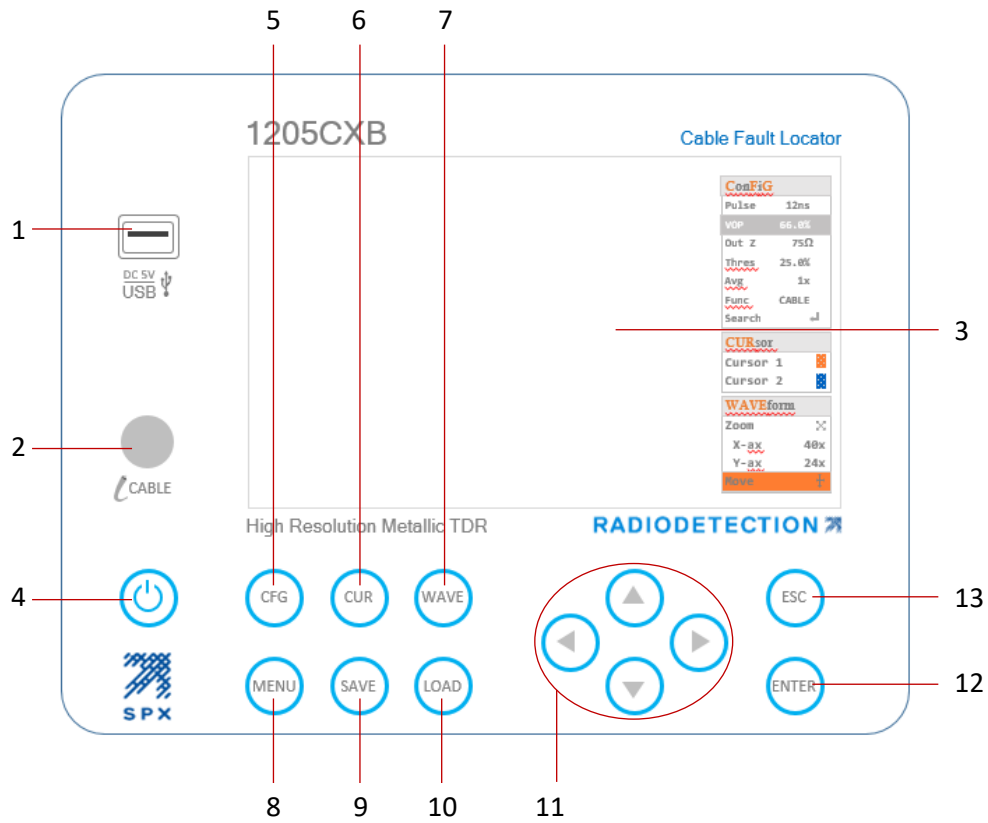 5 6 7
1205CXB Cable Fault Locator
ConFiG
Pulse 12ns
VOP 66.0%
1
Out Z 75Ω
Thres 25.0%
DC 5V
USB
Avg 1x
Func CABLE
Search
3
CURsor
Cursor 1
Cursor 2
WAVEform
Zoom
2
X-ax 40x
Y-ax 24x
Move
lCABLE
High Resolution Metallic TDR RADIODETECTION
4 CFG CUR WAVE ESC 13
MENU SAVE LOAD ENTER 12
SPX
8 9 10 11